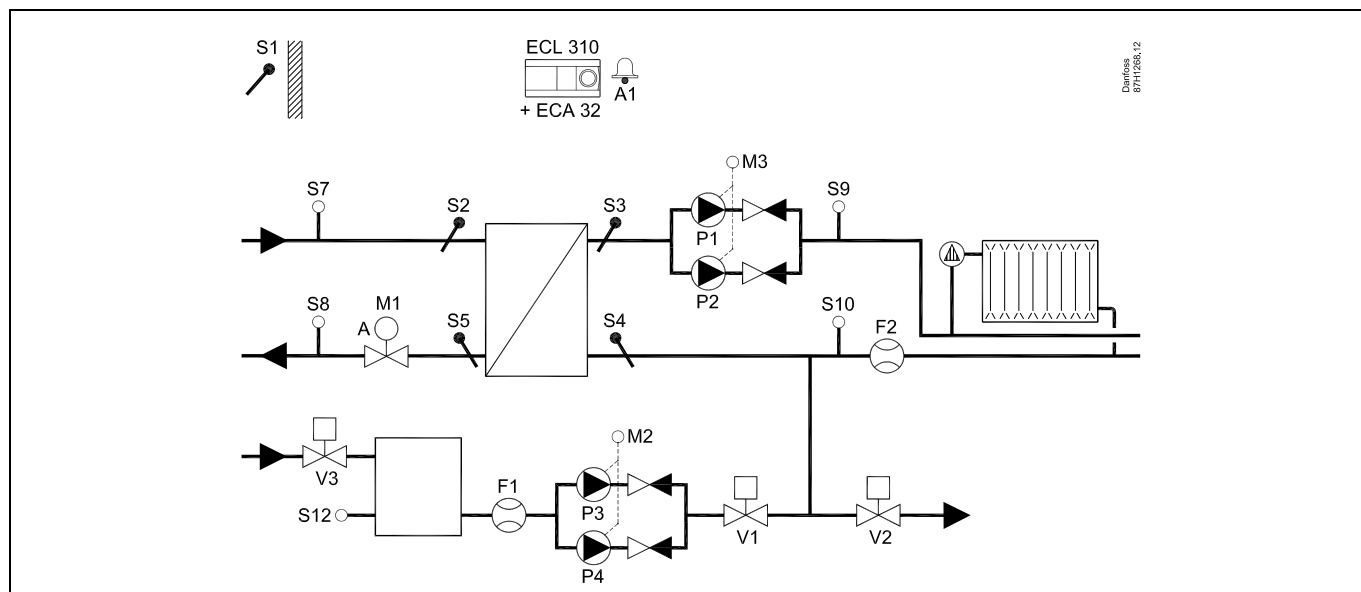 S1
ECL 310
A1
+ ECA 32
Danfoss
87H1268.12
M3
S7
S2
S3
S9
P1
P2
S8
M1
A
S5
S4
S10
F2
M2
V3
F1
P3
S12
V1
V2
P4